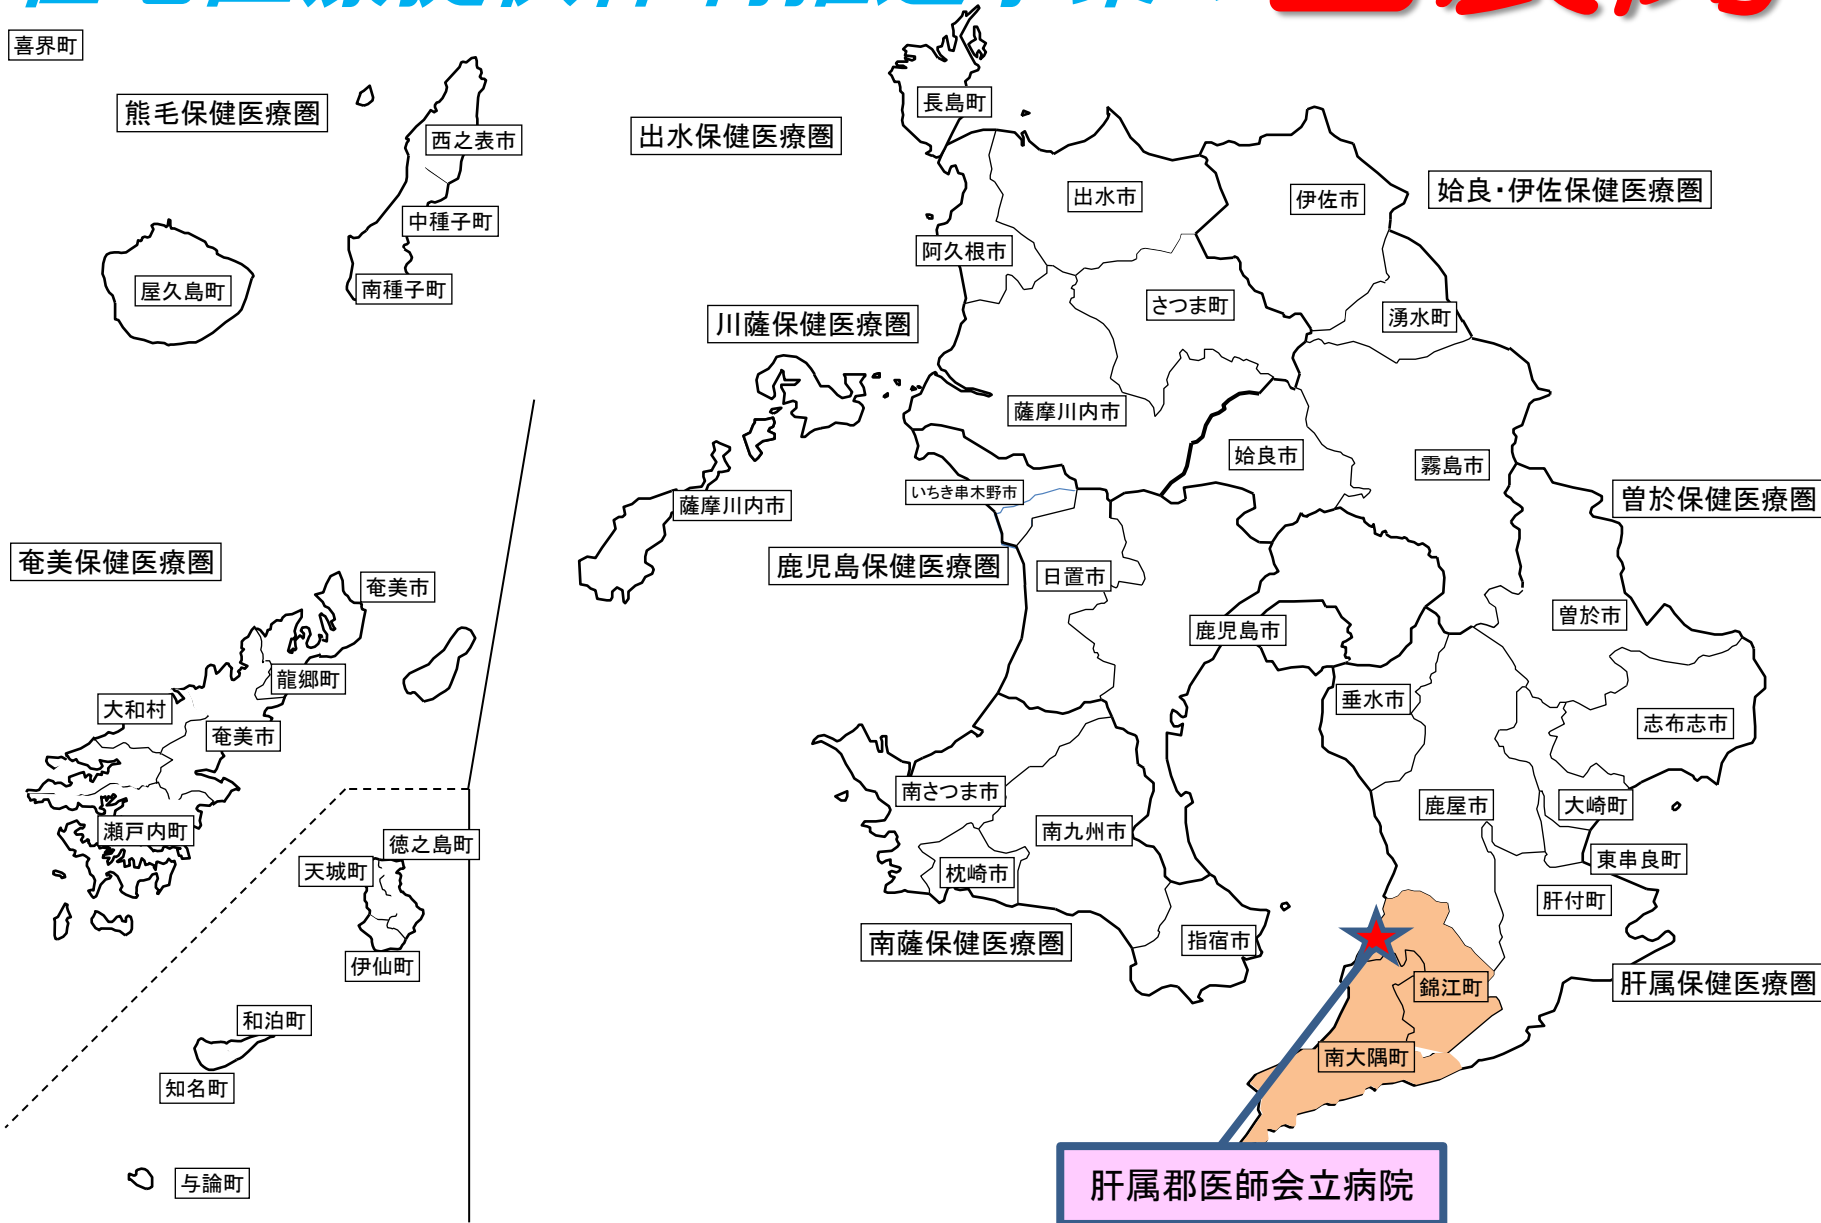 喜界町
熊毛保健医療圏
西之表市
中種子町
南種子町
屋久島町
出水保健医療圏
長島町
出水市
伊佐市
姶良・伊佐保健医療圏
阿久根市
さつま町
湧水町
川薩保健医療圏
薩摩川内市
姶良市
霧島市
いちき串木野市
薩摩川内市
曽於保健医療圏
鹿児島保健医療圏
日置市
鹿児島市
曽於市
奄美保健医療圏
奄美市
龍郷町
大和村
奄美市
瀬戸内町
垂水市
志布志市
南さつま市
南九州市
鹿屋市
大崎町
東串良町
枕崎市
肝付町
徳之島町
天城町
伊仙町
南薩保健医療圏
指宿市
錦江町
肝属保健医療圏
和泊町
知名町
南大隅町
与論町
肝属郡医師会立病院